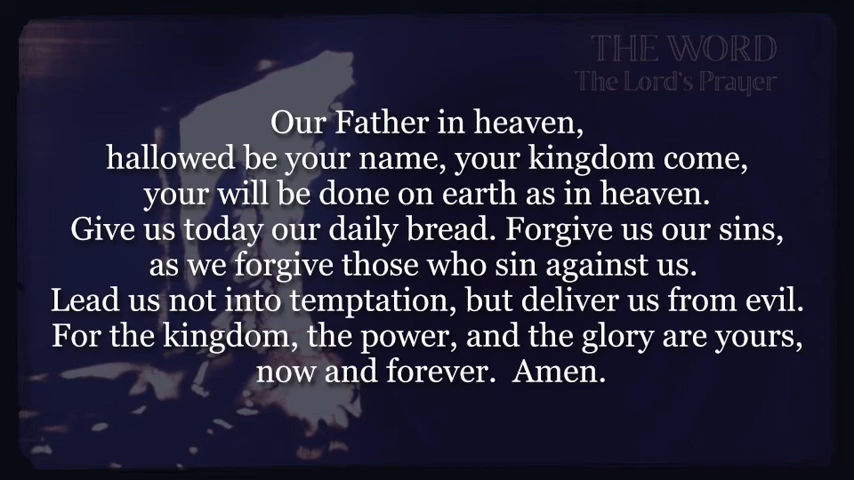 THE WORD
The Lord's Prayer
Our Father in heaven,
hallowed be your name, your kingdom come,
your will be done on earth as in heaven.
Give us today our daily bread. Forgive us our sins,
as we forgive those who sin against us.
Lead us not into temptation, but deliver us from evil.
For the kingdom, the power, and the glory are yours,
now and forever.  Amen.